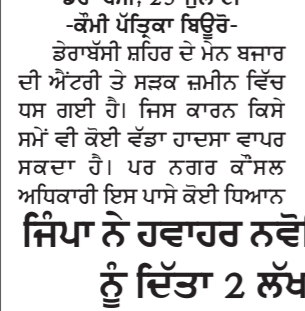 -ਕੌਮੀ ਪੱਤ੍ਰਿਕਾ ਬਿਊਰੋ-
ਡੇਰਾਬੱਸੀ ਸ਼ਹਿਰ ਦੇ ਮੇਨ ਬਜਾਰ
ਦੀ ਐਂਟਰੀ ਤੇ ਸੜਕ ਜ਼ਮੀਨ ਵਿੱਚ
ਧਸ ਗਈ ਹੈ। ਜਿਸ ਕਾਰਨ ਕਿਸੇ
ਸਮੇਂ ਵੀ ਕੋਈ ਵੱਡਾ ਹਾਦਸਾ ਵਾਪਰ
ਸਕਦਾ ਹੈ। ਪਰ ਨਗਰ ਕੌਂਸਲ
ਅਧਿਕਾਰੀ ਇਸ ਪਾਸੇ ਕੋਈ ਧਿਆਨ
ਜਿੰਪਾ ਨੇ ਹਵਾਹਰ
ਨੂੰ ਦਿੱਤਾ 2 ਲੱਖ